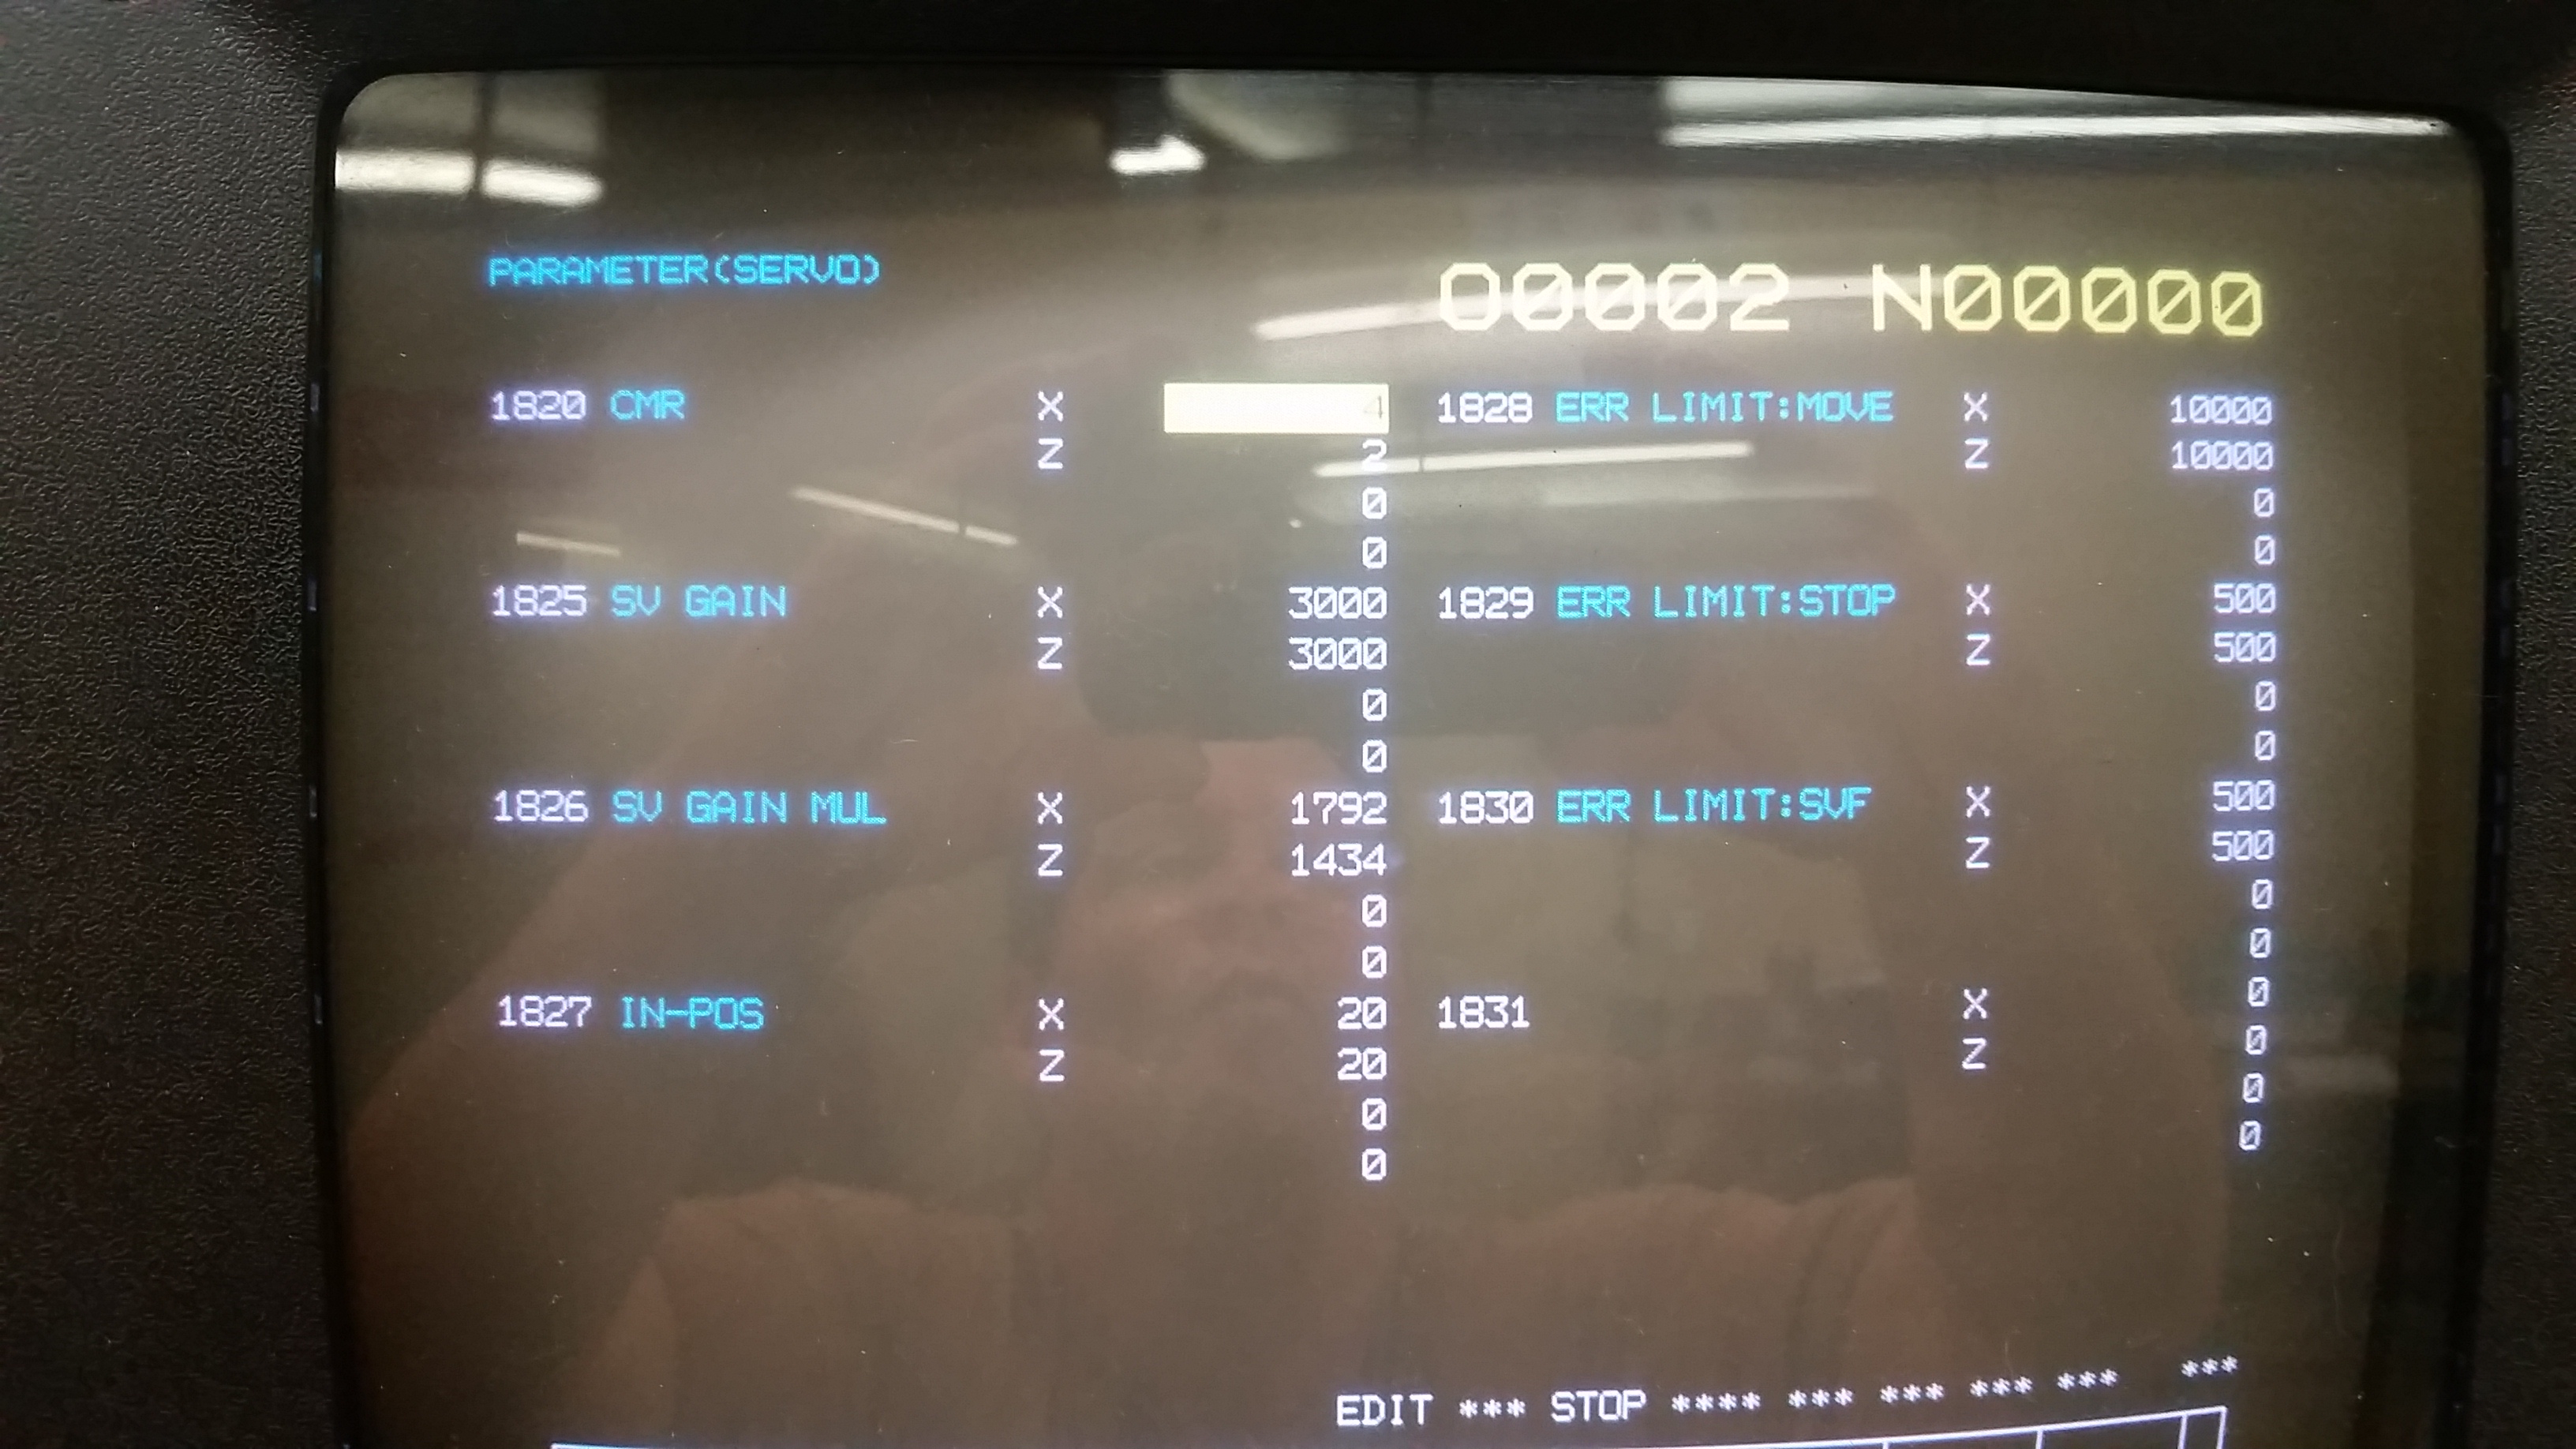 PARAMETER(SERVO)
O0002 N00000
1820 CMR X 4
Z 2
0
0
1825 SV GAIN X 3000
Z 3000
0
0
1826 SV GAIN MUL X 1792
Z 1434
0
0
1827 IN-POS X 20
Z 20
0
0
1828 ERR LIMIT:MOVE X 10000
Z 10000
0
0
1829 ERR LIMIT:STOP X 500
Z 500
0
0
1830 ERR LIMIT:SVF X 500
Z 500
0
0
1831 X 0
Z 0
0
0
EDIT *** STOP **** *** *** *** *** ***